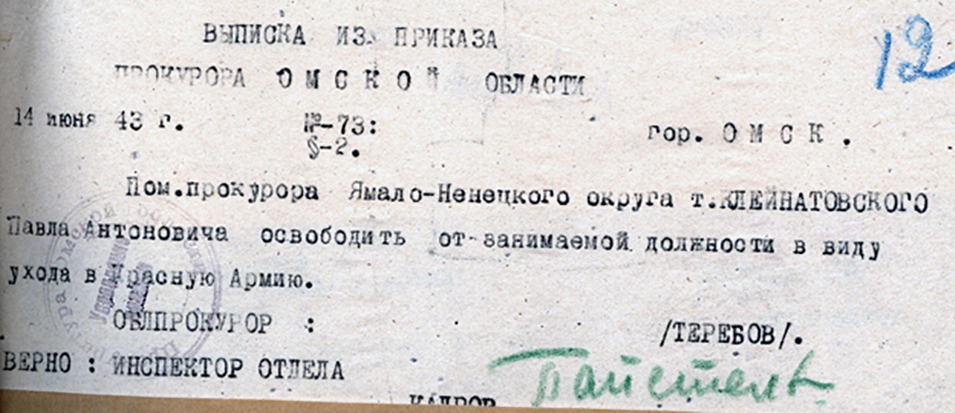 12
ВЫПИСКА ИЗ ПРИКАЗА
ПРОКУРОРА ОМСКОЙ ОБЛАСТИ
14 июня 43 г. №-73: гор. ОМСК.
§-2.
Пом.прокурора Ямало-Ненецкого округа т.КЛЕЙНАТОВСКОГО
Павла Антоновича освободить от занимаемой должности в виду
ухода в Красную Армию.
ОБЛПРОКУРОР : /ТЕРЕБОВ/.
ВЕРНО : ИНСПЕКТОР ОТДЕЛА
КАДРОВ